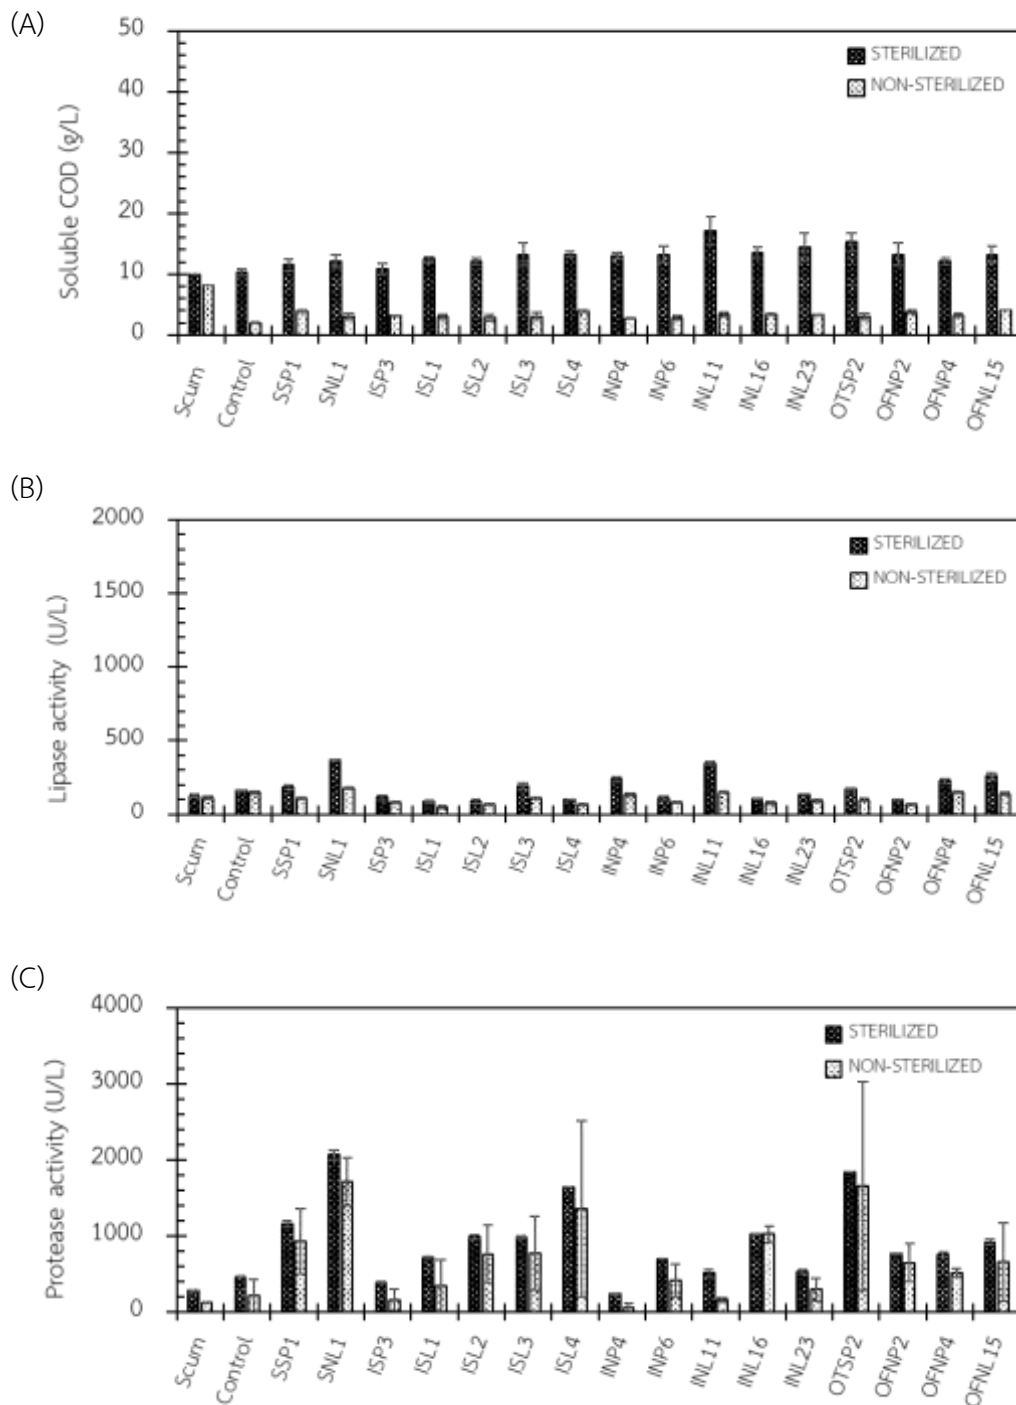 (A)
50
40
30
20
10
0
Soluble COD (g/L)
STERILIZED
NON-STERILIZED
Scum
Control
SSP1
SNL1
ISP3
ISL1
ISL2
ISL3
ISL4
INP4
INP6
INL11
INL16
INL23
OTSP2
OFNP2
OFNP4
OFNL15
(B)
2000
1500
1000
500
0
Lipase activity (U/L)
STERILIZED
NON-STERILIZED
Scum
Control
SSP1
SNL1
ISP3
ISL1
ISL2
ISL3
ISL4
INP4
INP6
INL11
INL16
INL23
OTSP2
OFNP2
OFNP4
OFNL15
(C)
4000
3000
2000
1000
0
Protease activity (U/L)
STERILIZED
NON-STERILIZED
Scum
Control
SSP1
SNL1
ISP3
ISL1
ISL2
ISL3
ISL4
INP4
INP6
INL11
INL16
INL23
OTSP2
OFNP2
OFNP4
OFNL15